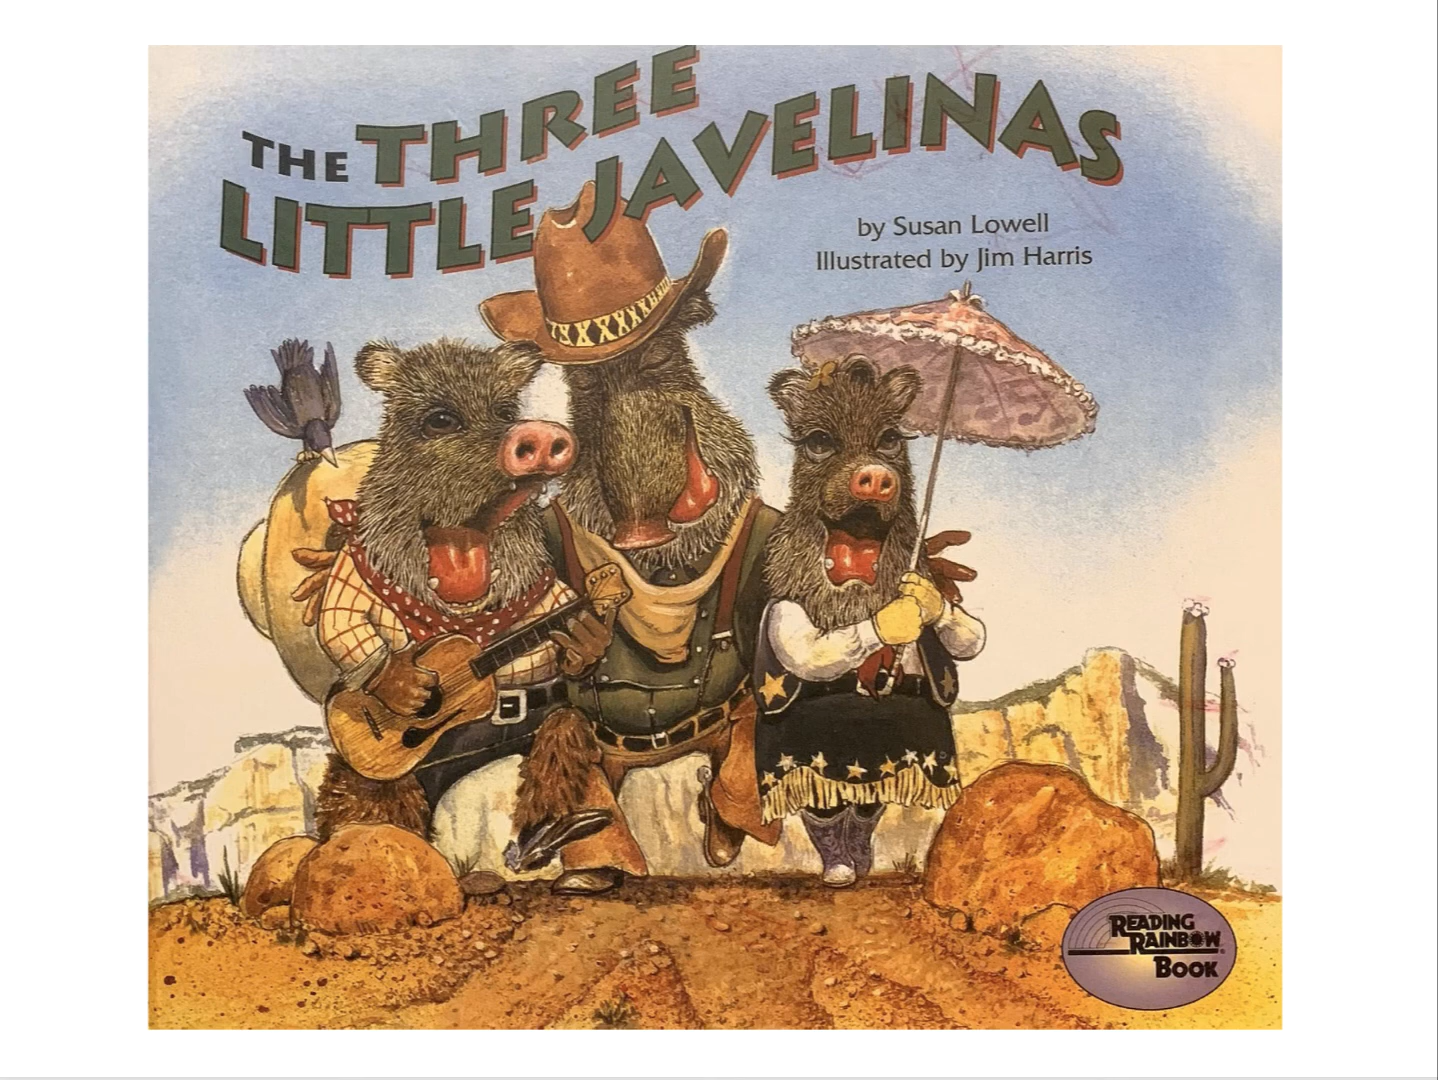 THE THREE
LITTLE JAVELINAS
by Susan Lowell
Illustrated by Jim Harris
READING
RAINBOW
BOOK